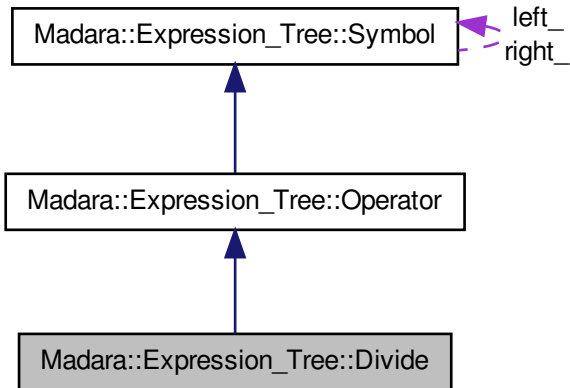 Madara::Expression_Tree::Symbol
left_
right_
Madara::Expression_Tree::Operator
Madara::Expression_Tree::Divide